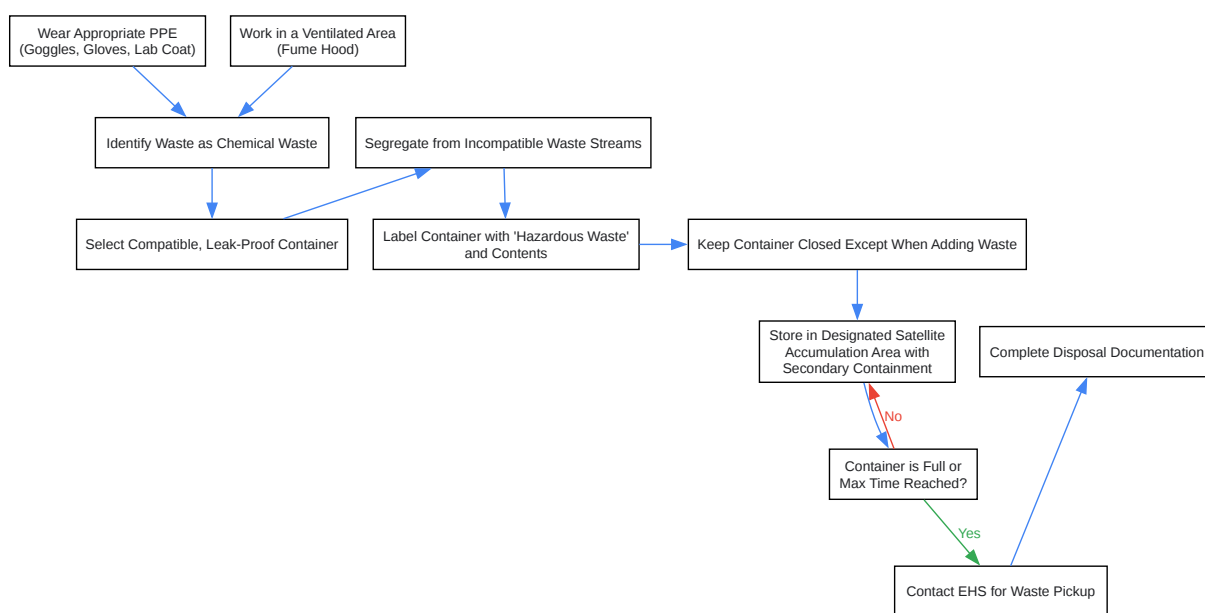 Wear Appropriate PPE
(Goggles, Gloves, Lab Coat)
Work in a Ventilated Area
(Fume Hood)
Identify Waste as Chemical Waste
Segregate from Incompatible Waste Streams
Select Compatible, Leak-Proof Container
Label Container with 'Hazardous Waste'
and Contents
Keep Container Closed Except When Adding Waste
Store in Designated Satellite
Accumulation Area with
Secondary Containment
Complete Disposal Documentation
No
Container is Full or
Max Time Reached?
Yes
Contact EHS for Waste Pickup